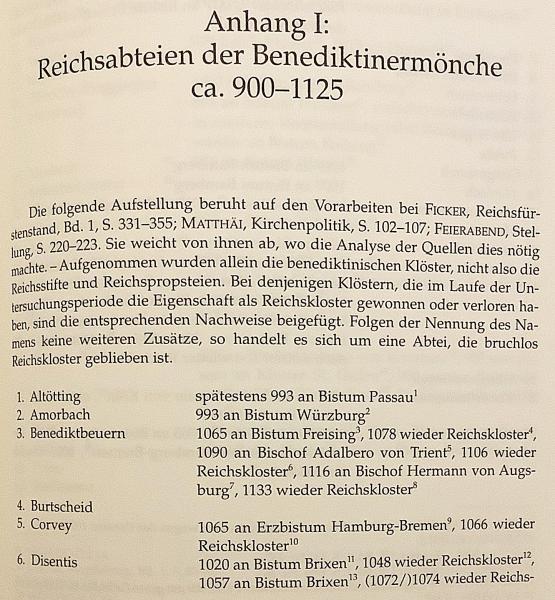 Anhang I:
Reichsabteien der Benediktinermönche
ca. 900–1125
Die folgende Aufstellung beruht auf den Vorarbeiten bei FICKER, Reichsfür-
stenstand, Bd. 1, S. 331–355; MATTHÄI, Kirchenpolitik, S. 102–107; FEIERABEND, Stel-
lung, S. 220–223. Sie weicht von ihnen ab, wo die Analyse der Quellen dies nötig
machte. – Aufgenommen wurden allein die benediktinischen Klöster, nicht also die
Reichsstifte und Reichspropsteien. Bei denjenigen Klöstern, die im Laufe der Un-
tersuchungsperiode die Eigenschaft als Reichskloster gewonnen oder verloren ha-
ben, sind die entsprechenden Nachweise beigefügt. Folgen der Nennung des Na-
mens keine weiteren Zusätze, so handelt es sich um eine Abtei, die bruchlos
Reichskloster geblieben ist.
1. Altötting spätestens 993 an Bistum Passau¹
2. Amorbach 993 an Bistum Würzburg²
3. Benediktbeuern 1065 an Bistum Freising³, 1078 wieder Reichskloster⁴,
1090 an Bischof Adalbero von Trient⁵, 1106 wieder
Reichskloster⁶, 1116 an Bischof Hermann von Augs-
burg⁷, 1133 wieder Reichskloster⁸
4. Burtscheid
5. Corvey 1065 an Erzbistum Hamburg-Bremen⁹, 1066 wieder
Reichskloster¹⁰
6. Disentis 1020 an Bistum Brixen¹¹, 1048 wieder Reichskloster¹²,
1057 an Bistum Brixen¹³, (1072/)1074 wieder Reichs-